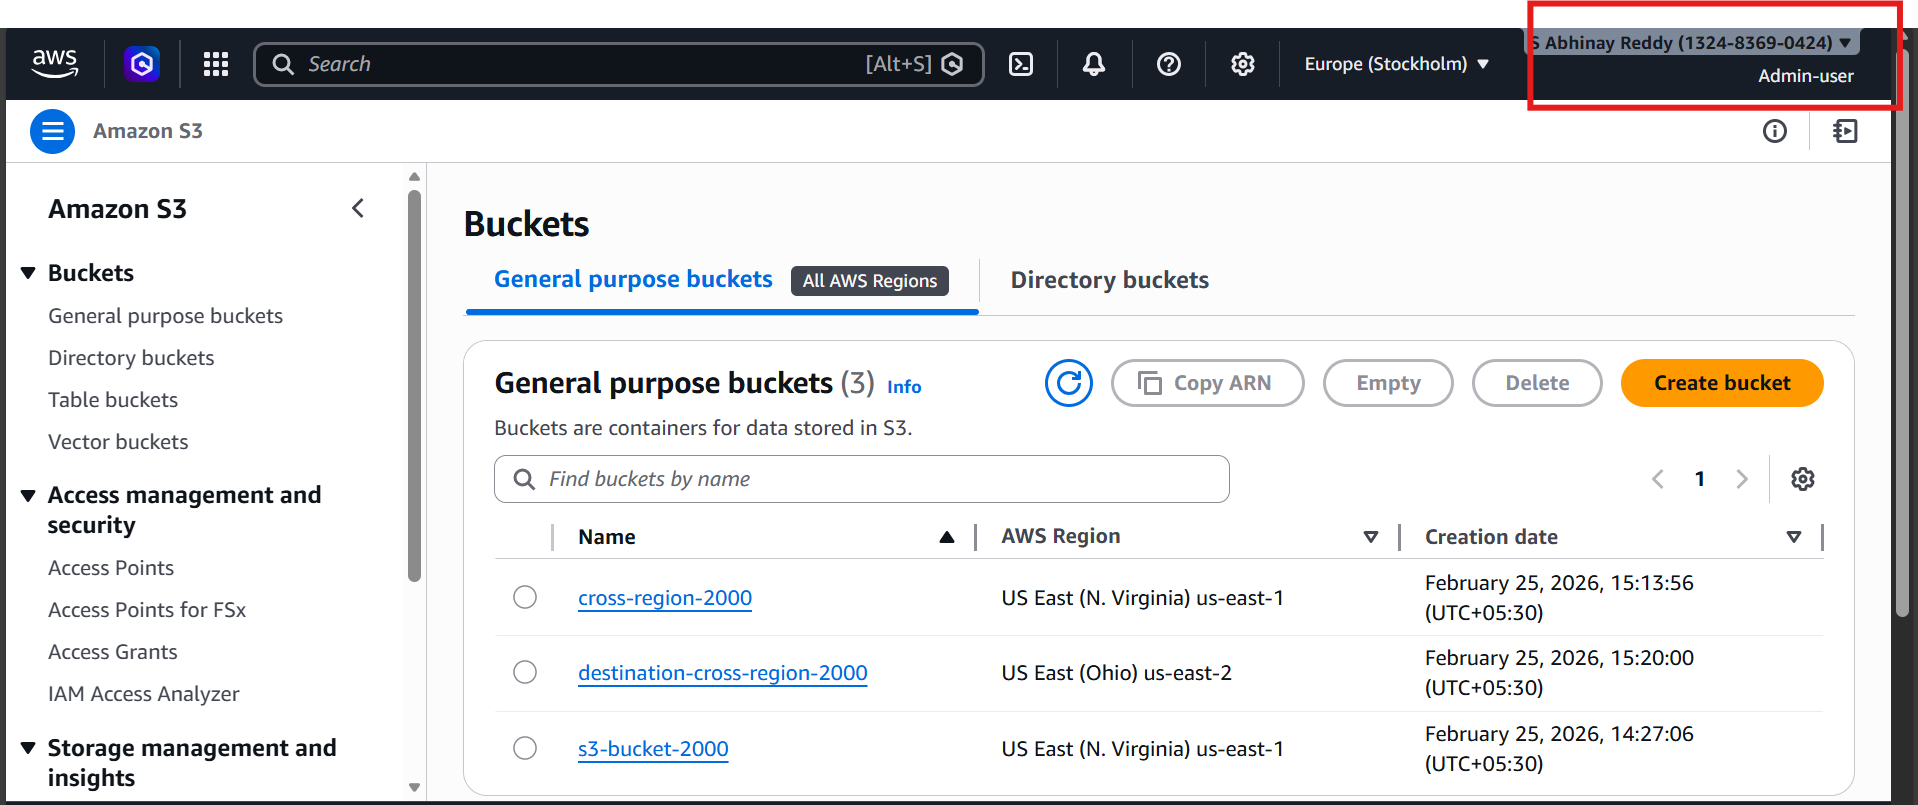 aws
Search
[Alt+S]
Europe (Stockholm)
S Abhinay Reddy (1324-8369-0424)
Admin-user
Amazon S3
Amazon S3
Buckets
General purpose buckets
Directory buckets
Table buckets
Vector buckets
Access management and
security
Access Points
Access Points for FSx
Access Grants
IAM Access Analyzer
Storage management and
insights
Buckets
General purpose buckets All AWS Regions Directory buckets
General purpose buckets (3) Info
Copy ARN Empty Delete Create bucket
Buckets are containers for data stored in S3.
Find buckets by name
1
Name AWS Region Creation date
cross-region-2000 US East (N. Virginia) us-east-1 February 25, 2026, 15:13:56
(UTC+05:30)
destination-cross-region-2000 US East (Ohio) us-east-2 February 25, 2026, 15:20:00
(UTC+05:30)
s3-bucket-2000 US East (N. Virginia) us-east-1 February 25, 2026, 14:27:06
(UTC+05:30)